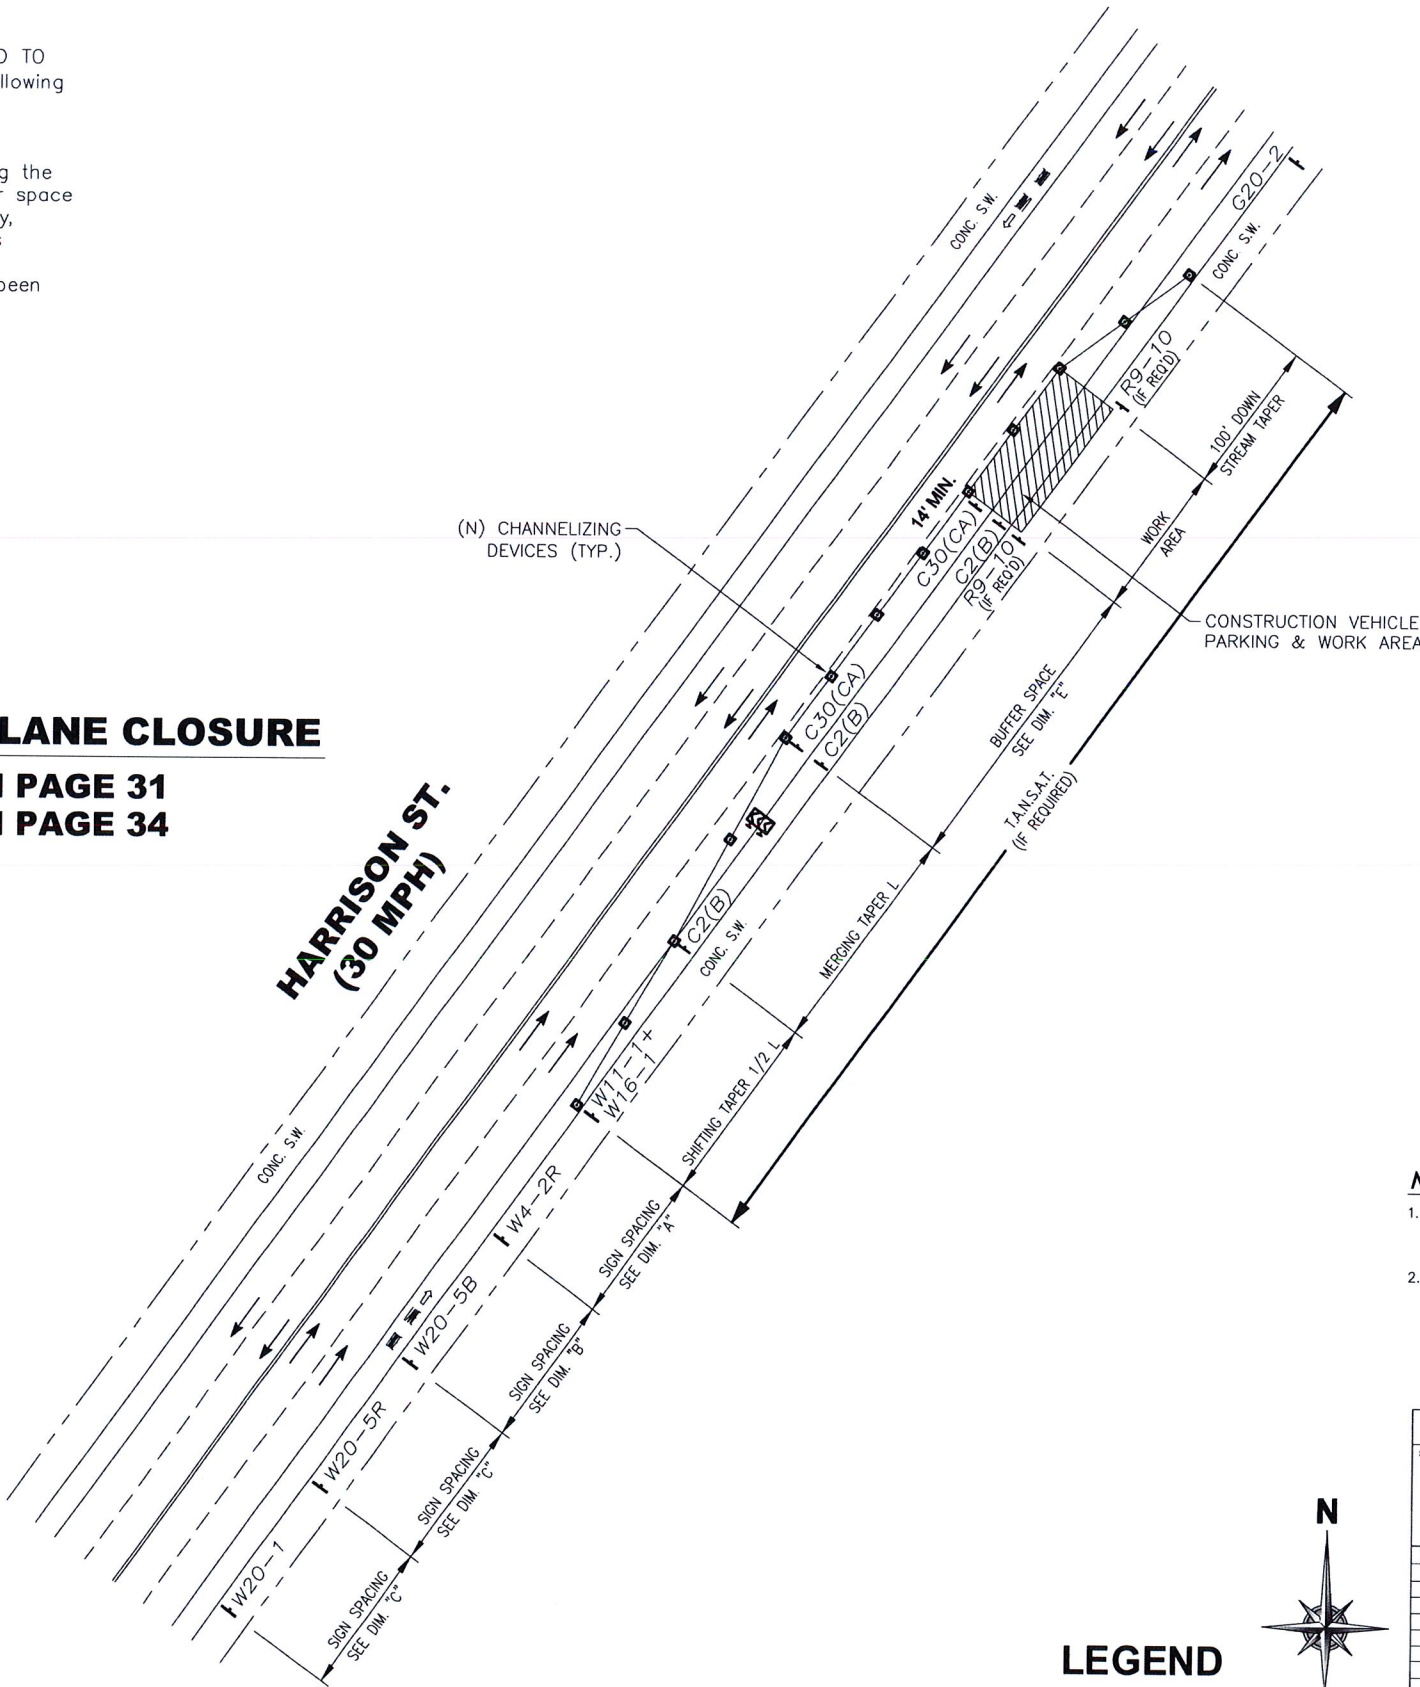 D TO
llowing
g the
r space
y,
s
been
LANE CLOSURE
PAGE 31
PAGE 34
HARRISON ST.
(30 MPH)
(N) CHANNELIZING
DEVICES (TYP.)
CONC. S.W.
G20-2
CONC S.W.
R9-10
(IF REQ'D)
14' MIN.
C30(CA)
C2(B)
R9-10
(IF REQ'D)
100' DOWN
STREAM TAPER
WORK
AREA
CONSTRUCTION VEHICLE
PARKING & WORK AREA
BUFFER SPACE
SEE DIM. "E"
T.A.N.S.A.T.
(IF REQUIRED)
C30(CA)
C2(B)
C2(B)
CONC. S.W.
MERGING TAPER L
W11-1+
W16-1
SHIFTING TAPER 1/2 L
CONC. S.W.
W4-2R
SIGN SPACING
SEE DIM. "A"
W20-5B
SIGN SPACING
SEE DIM. "B"
W20-5R
SIGN SPACING
SEE DIM. "C"
W20-1
SIGN SPACING
SEE DIM. "C"
1.
2.
N
LEGEND